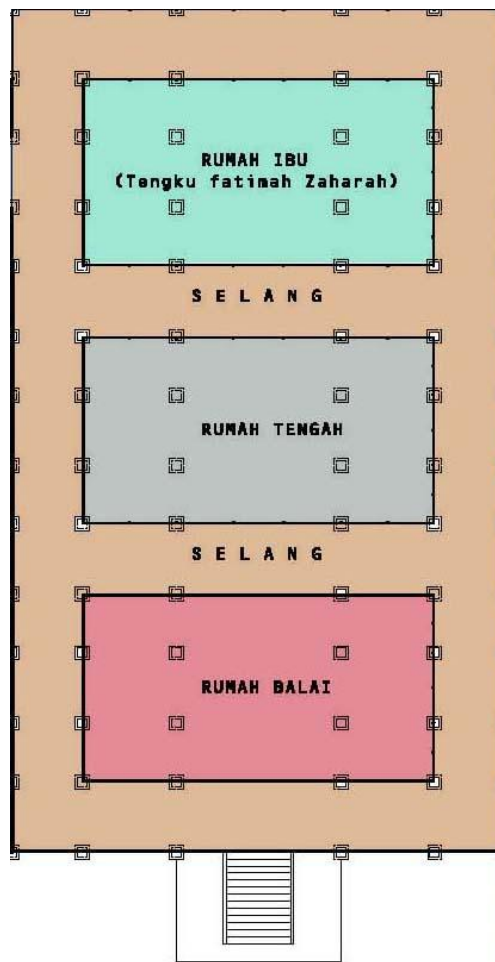 RUMAH IBU
(Tengku fatimah Zaharah)
S E L A N G
RUMAH TENGAH
S E L A N G
RUMAH BALAI